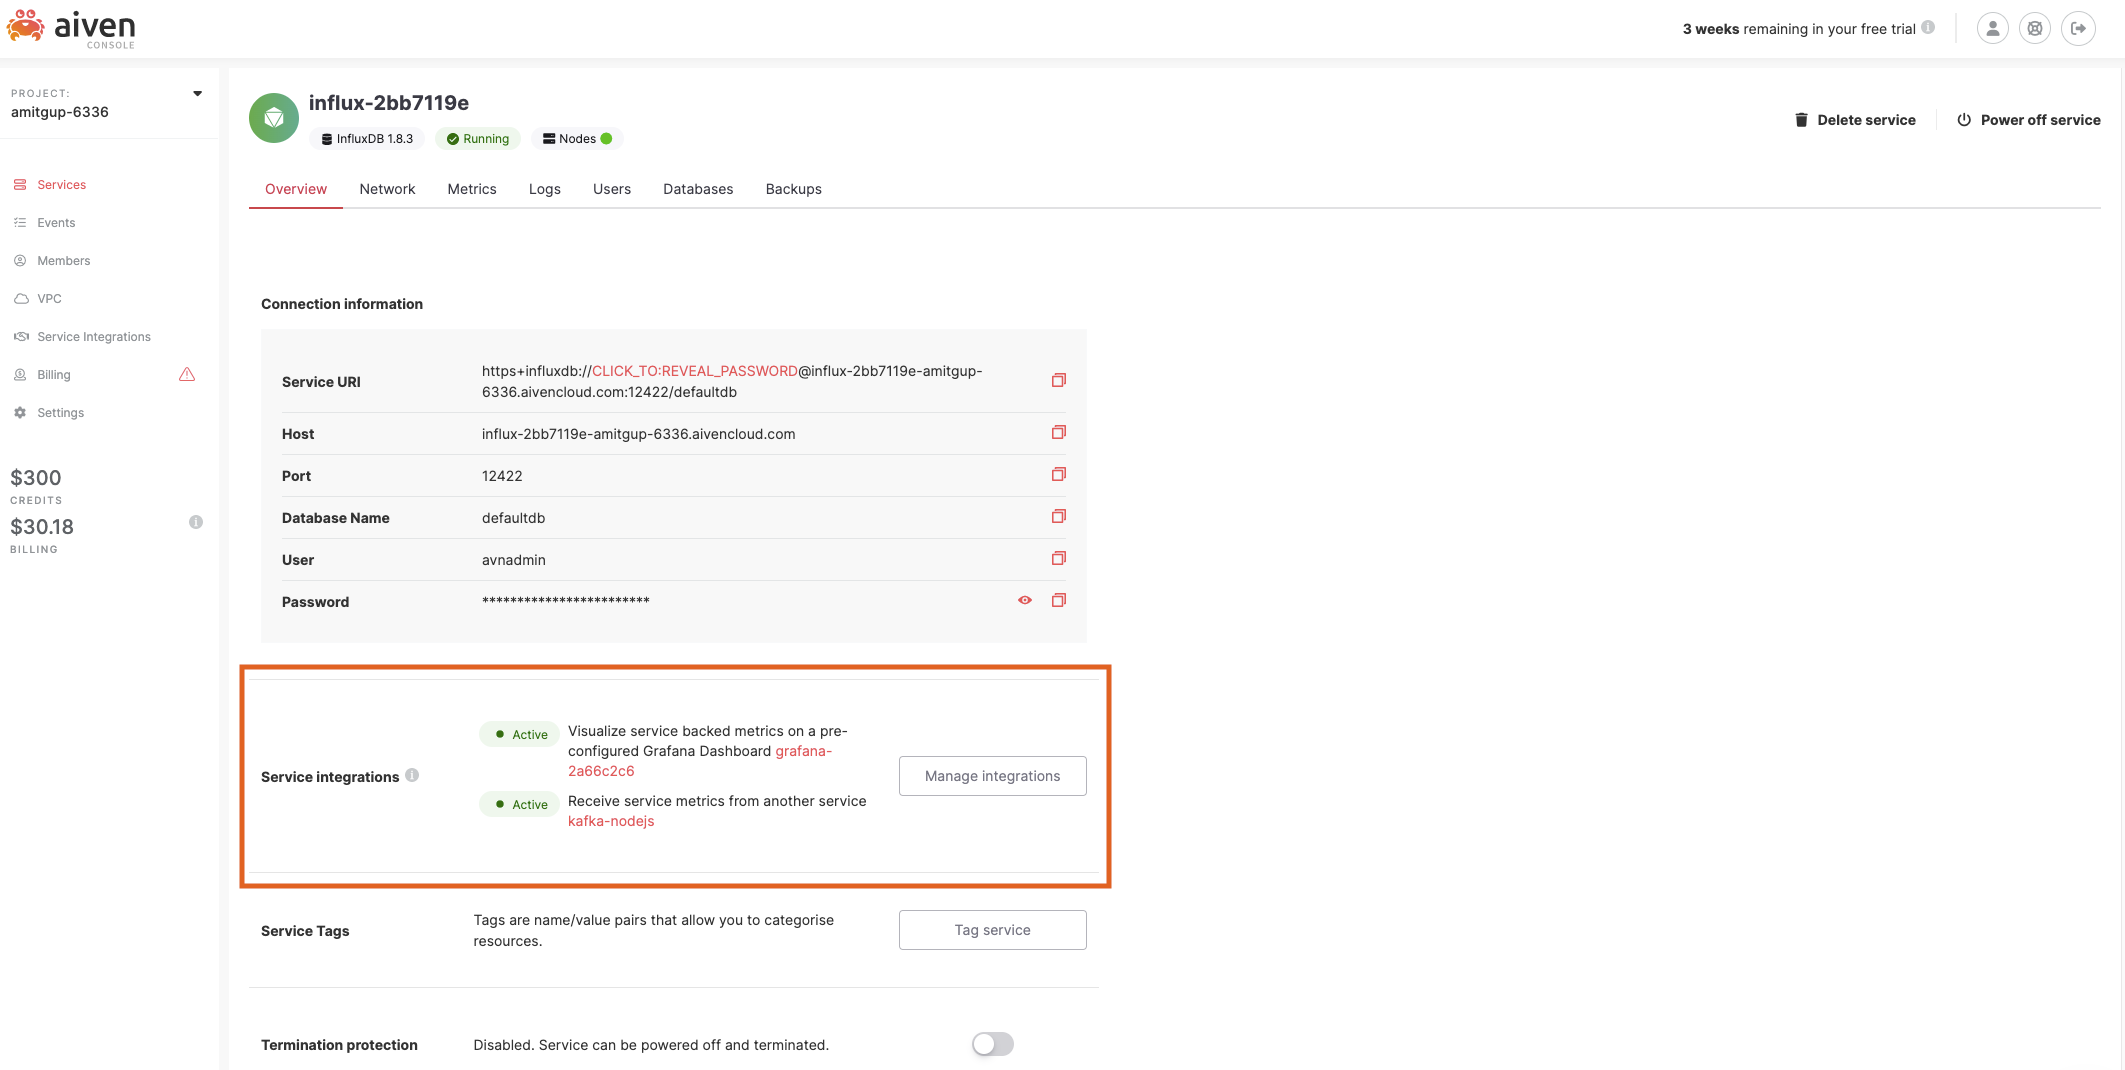 aiven
CONSOLE
3 weeks remaining in your free trial
PROJECT:
amitgup-6336
Services
Events
Members
VPC
Service Integrations
Billing
Settings
$300
CREDITS
$30.18
BILLING
influx-2bb7119e
InfluxDB 1.8.3
Running
Nodes
Delete service
Power off service
Overview
Network
Metrics
Logs
Users
Databases
Backups
Connection information
Service URI
https+influxdb://CLICK_TO:REVEAL_PASSWORD@influx-2bb7119e-amitgup-
6336.aivencloud.com:12422/defaultdb
Host
influx-2bb7119e-amitgup-6336.aivencloud.com
Port
12422
Database Name
defaultdb
User
avnadmin
Password
************************
Service integrations
Active
Visualize service backed metrics on a pre-
configured Grafana Dashboard grafana-
2a66c2c6
Active
Receive service metrics from another service
kafka-nodejs
Manage integrations
Service Tags
Tags are name/value pairs that allow you to categorise
resources.
Tag service
Termination protection
Disabled. Service can be powered off and terminated.